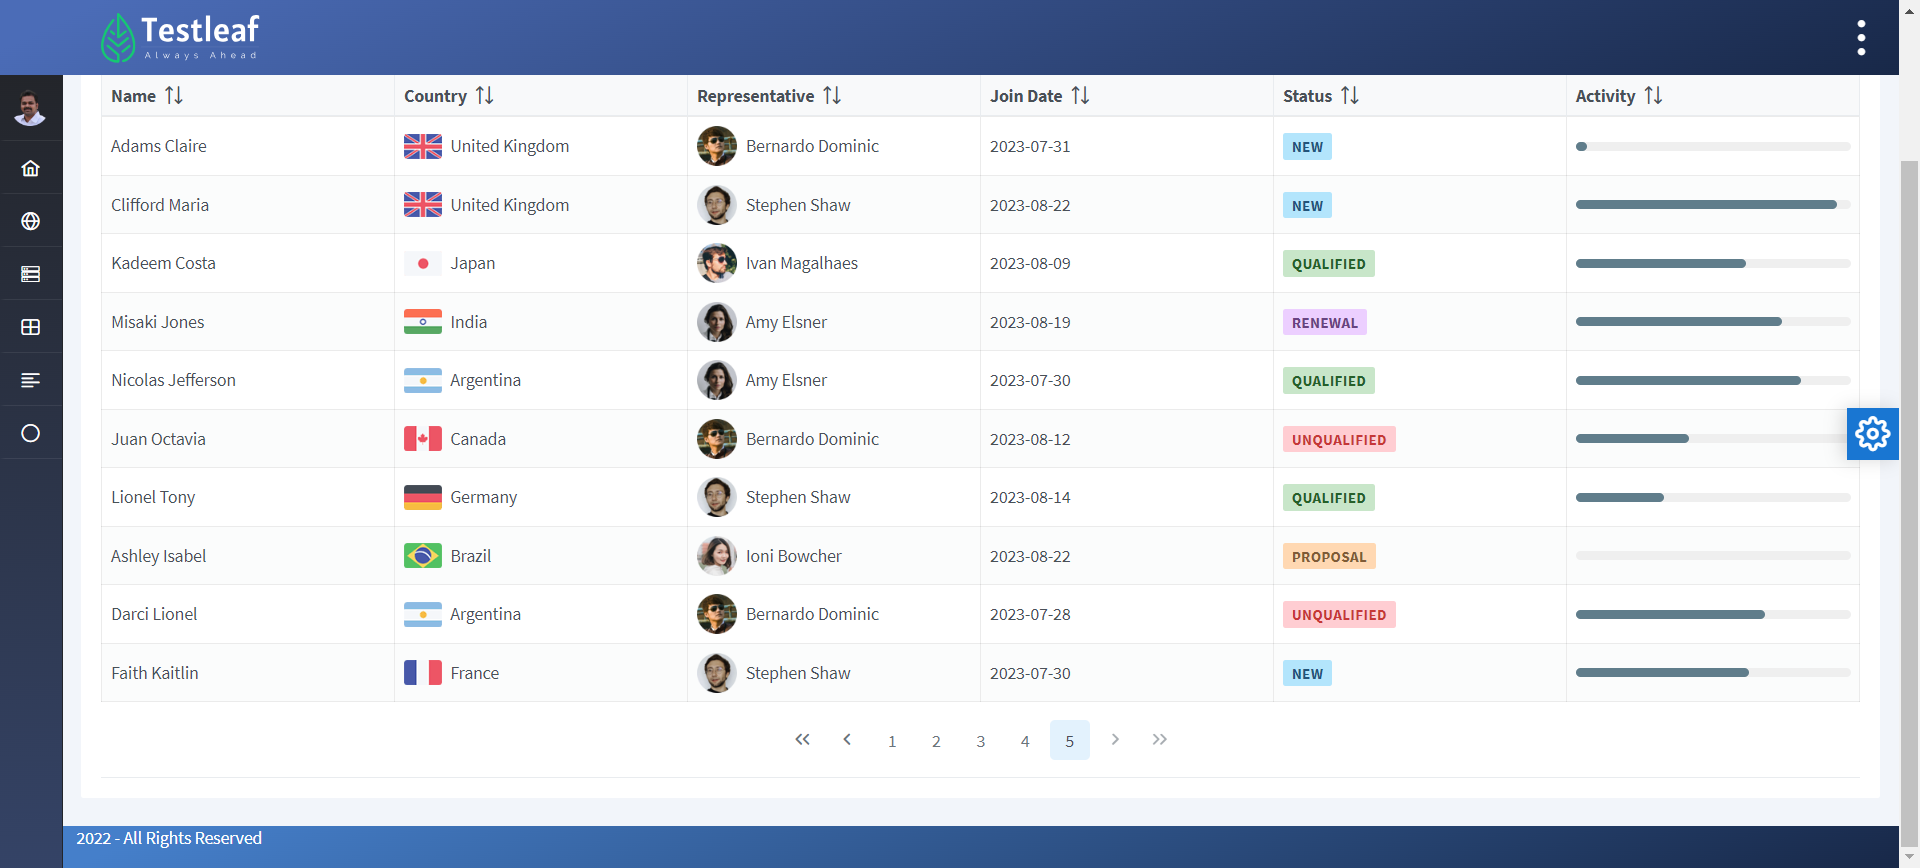 Testleaf
Always Ahead
Name Country Representative Join Date Status Activity
Adams Claire United Kingdom Bernardo Dominic 2023-07-31 NEW
Clifford Maria United Kingdom Stephen Shaw 2023-08-22 NEW
Kadeem Costa Japan Ivan Magalhaes 2023-08-09 QUALIFIED
Misaki Jones India Amy Elsner 2023-08-19 RENEWAL
Nicolas Jefferson Argentina Amy Elsner 2023-07-30 QUALIFIED
Juan Octavia Canada Bernardo Dominic 2023-08-12 UNQUALIFIED
Lionel Tony Germany Stephen Shaw 2023-08-14 QUALIFIED
Ashley Isabel Brazil Ioni Bowcher 2023-08-22 PROPOSAL
Darci Lionel Argentina Bernardo Dominic 2023-07-28 UNQUALIFIED
Faith Kaitlin France Stephen Shaw 2023-07-30 NEW
1 2 3 4 5
2022 - All Rights Reserved